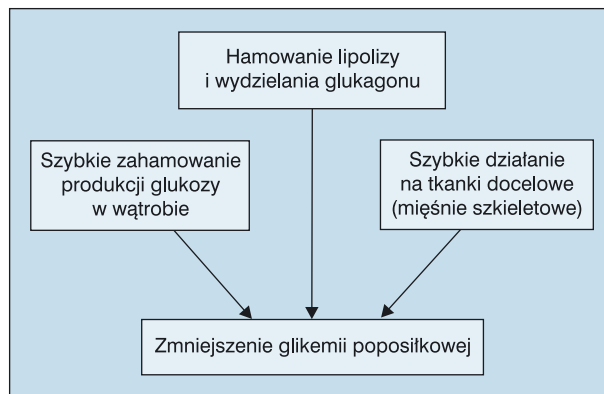 Hamowanie lipolizy
i wydzielania glukagonu
Szybkie zahamowanie
produkcji glukozy
w wątrobie
Szybkie działanie
na tkanki docelowe
(mięśnie szkieletowe)
Zmniejszenie glikemii poposiłkowej